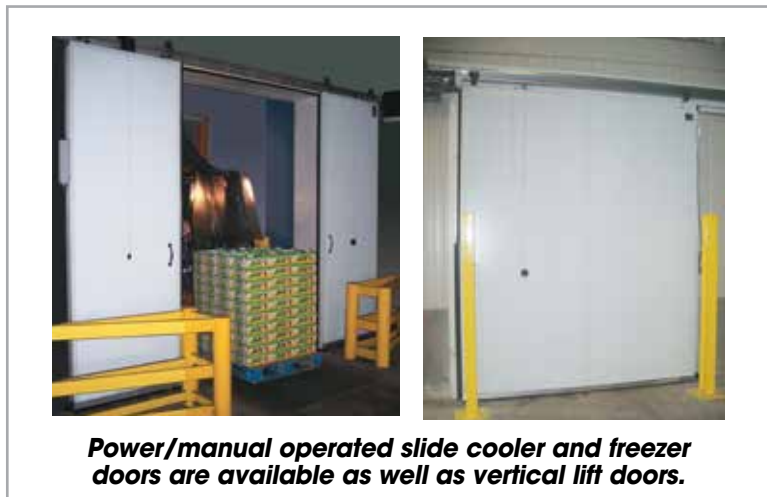 Power/manual operated slide cooler and freezer
doors are available as well as vertical lift doors.